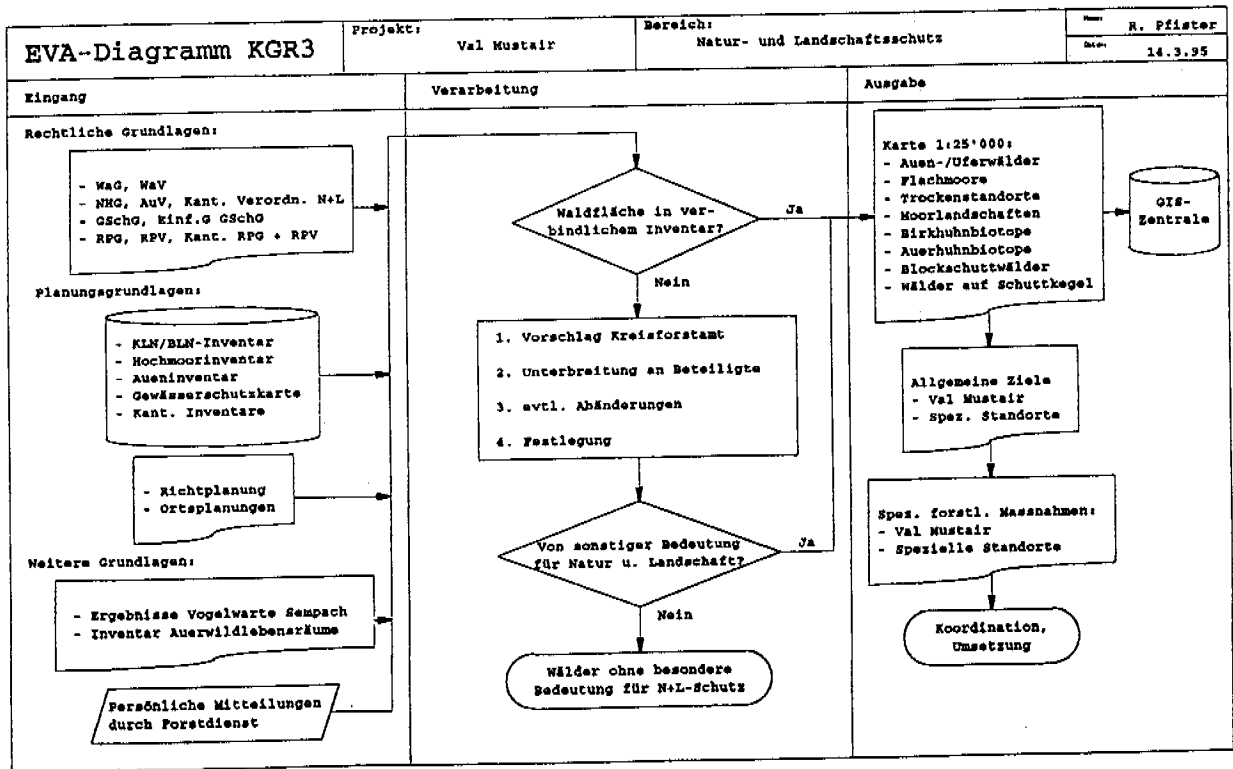 EVA-Diagramm KGR3
Projekt:
Val Mustair
Bereich:
Natur- und Landschaftsschutz
Name:
R. Pfister
Datum:
14.3.95
Eingang
Verarbeitung
Ausgabe
Rechtliche Grundlagen:
- WaG, WaV
- NHG, AuV, Kant. Verordn. N+L
- GSchG, Einf.G GSchG
- RPG, RPV, Kant. RPG + RPV
Planungsgrundlagen:
- KLN/BLN-Inventar
- Hochmoorinventar
- Aueninventar
- Gewässerschutzkarte
- Kant. Inventare
- Richtplanung
- Ortsplanungen
Weitere Grundlagen:
- Ergebnisse Vogelwarte Sempach
- Inventar Auerwildlebensräume
Persönliche Mitteilungen
durch Forstdienst
Waldfläche in ver-
bindlichem Inventar?
Ja
Nein
1. Vorschlag Kreisforstamt
2. Unterbreitung an Beteiligte
3. evtl. Abänderungen
4. Festlegung
Von sonstiger Bedeutung
für Natur u. Landschaft?
Ja
Nein
Wälder ohne besondere
Bedeutung für N+L-Schutz
Karte 1:25'000:
- Auen-/Uferwälder
- Flachmoore
- Trockenstandorte
- Moorlandschaften
- Birkhuhnbiotope
- Auerhuhnbiotope
- Blockschuttwälder
- Wälder auf Schuttkegel
GIS-
Zentrale
Allgemeine Ziele
- Val Mustair
- Spez. Standorte
Spez. forstl. Massnahmen:
- Val Mustair
- Spezielle Standorte
Koordination,
Umsetzung